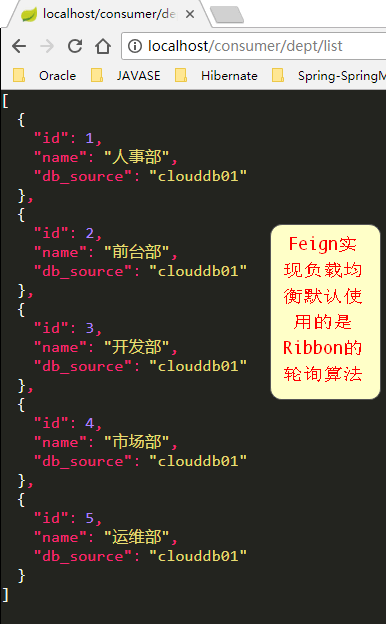 localhost/consumer/de
localhost/consumer/dept/list
Oracle JAVASE Hibernate Spring-SpringM
[
{
"id": 1,
"name": "人事部",
"db_source": "clouddb01"
},
{
"id": 2,
"name": "前台部",
"db_source": "clouddb01"
},
{
"id": 3,
"name": "开发部",
"db_source": "clouddb01"
},
{
"id": 4,
"name": "市场部",
"db_source": "clouddb01"
},
{
"id": 5,
"name": "运维部",
"db_source": "clouddb01"
}
]
Feign实
现负载均
衡默认使
用的是
Ribbon的
轮询算法